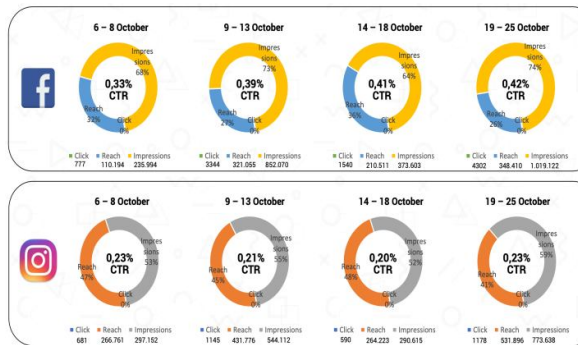 6 – 8 October
9 – 13 October
14 – 18 October
19 – 25 October
Impres
sions
68%
0,33%
CTR
Reach
32%
Click
0%
Impres
sions
73%
0,39%
CTR
Reach
27%
Click
0%
Impres
sions
64%
0,41%
CTR
Reach
36%
Click
0%
Impres
sions
74%
0,42%
CTR
Reach
26%
Click
0%
Click Reach Impressions
777 110.194 235.994
Click Reach Impressions
3344 321.055 852.070
Click Reach Impressions
1540 210.511 373.603
Click Reach Impressions
4302 348.410 1.019.122
6 – 8 October
9 – 13 October
14 – 18 October
19 – 25 October
Impres
sions
53%
0,23%
CTR
Reach
47%
Click
0%
Impres
sions
55%
0,21%
CTR
Reach
45%
Click
0%
Impres
sions
52%
0,20%
CTR
Reach
48%
Click
0%
Impres
sions
59%
0,23%
CTR
Reach
41%
Click
0%
Click Reach Impressions
681 266.761 297.152
Click Reach Impressions
1145 431.776 544.112
Click Reach Impressions
590 264.223 290.615
Click Reach Impressions
1178 531.896 773.638